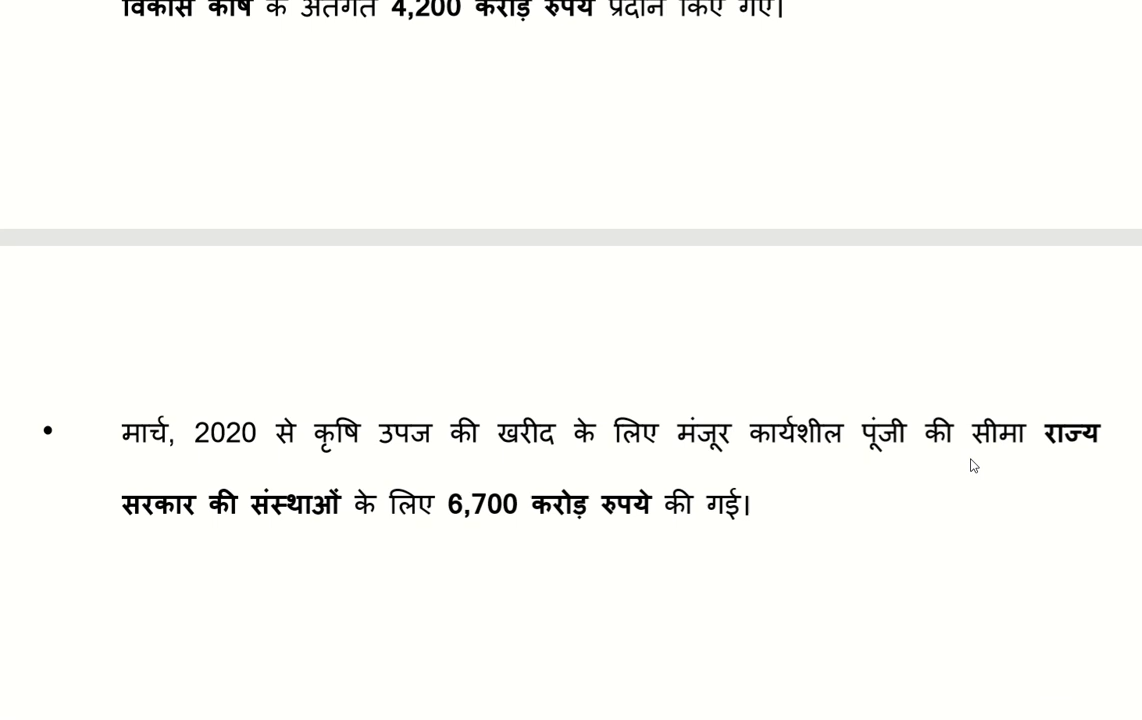 विकास कोष के अंतर्गत 4,200 करोड़ रुपये प्रदान किए गए।
• मार्च, 2020 से कृषि उपज की खरीद के लिए मंजूर कार्यशील पूंजी की सीमा राज्य
सरकार की संस्थाओं के लिए 6,700 करोड़ रुपये की गई।